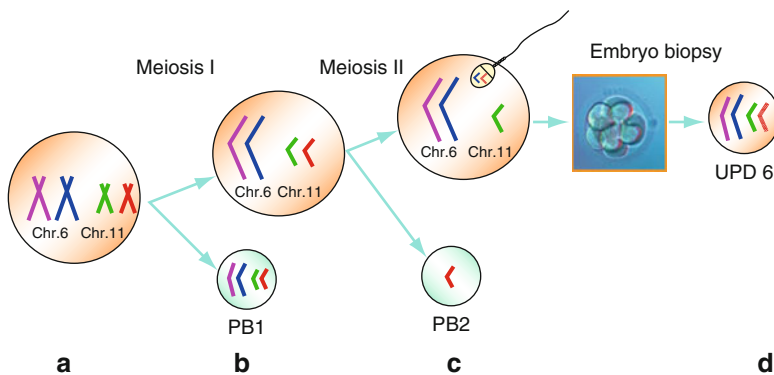 Meiosis I
Meiosis II
Embryo biopsy
Chr.6 Chr.11
Chr.6 Chr.11
Chr.6 Chr.11
UPD 6
PB1
PB2
a b c d